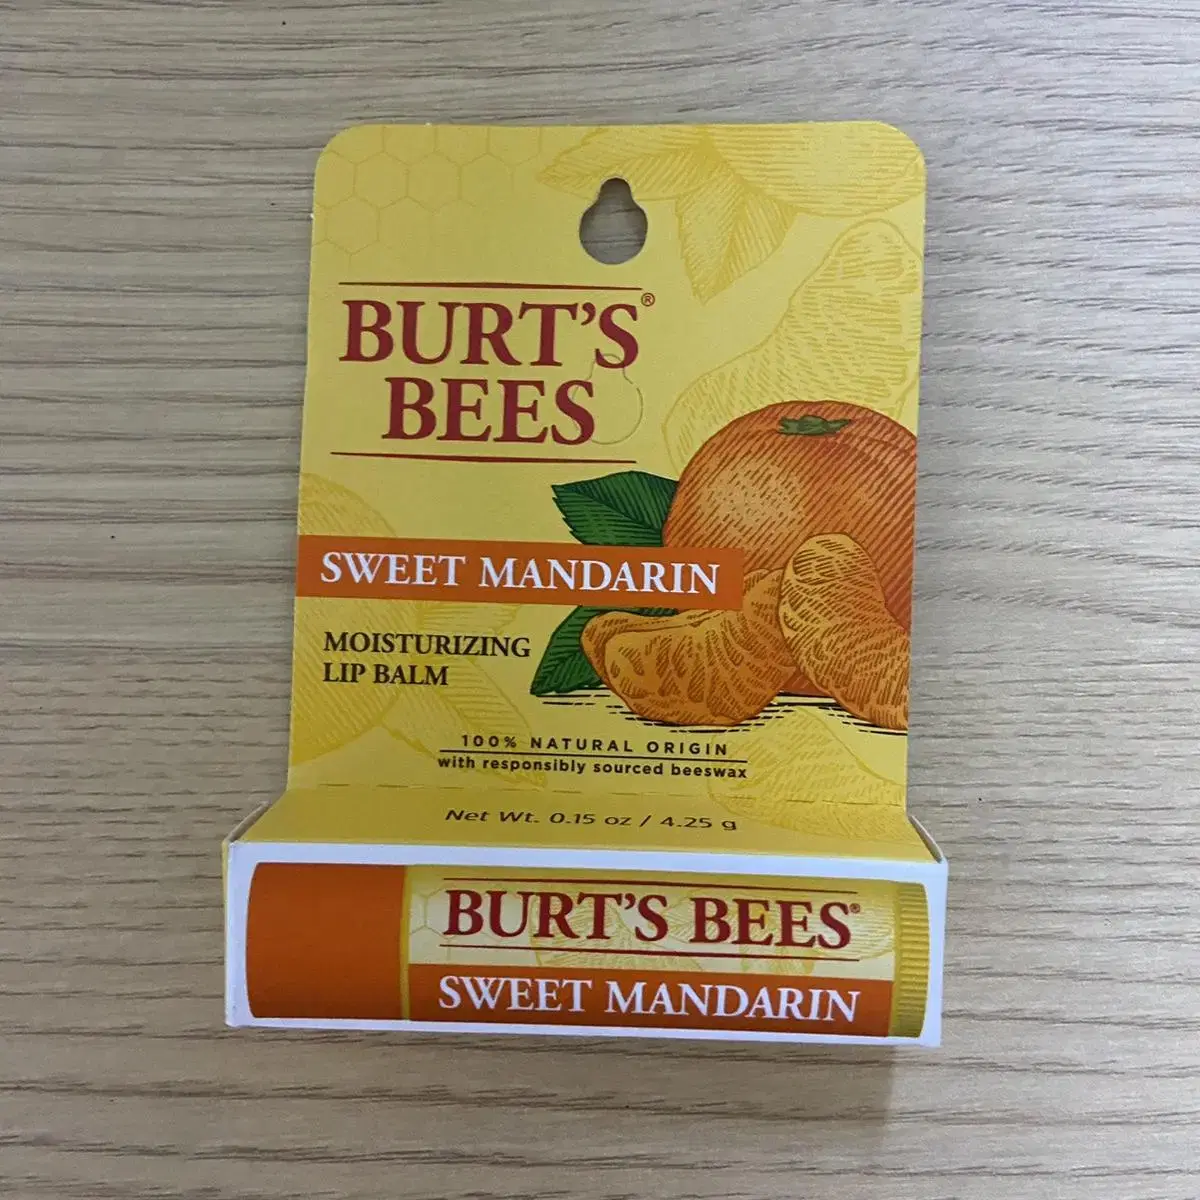 BURT'S®
BEES
SWEET MANDARIN
MOISTURIZING
LIP BALM
100% NATURAL ORIGIN
with responsibly sourced beeswax
Net Wt. 0.15 oz / 4.25 g
BURT'S BEES®
SWEET MANDARIN